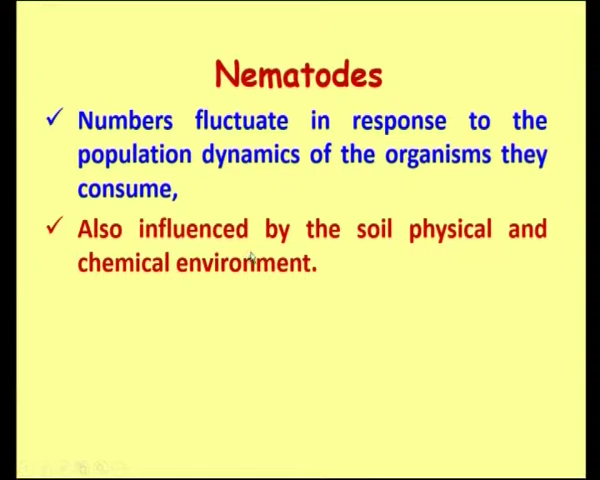 Nematodes
✓ Numbers fluctuate in response to the
population dynamics of the organisms they
consume,
✓ Also influenced by the soil physical and
chemical environment.